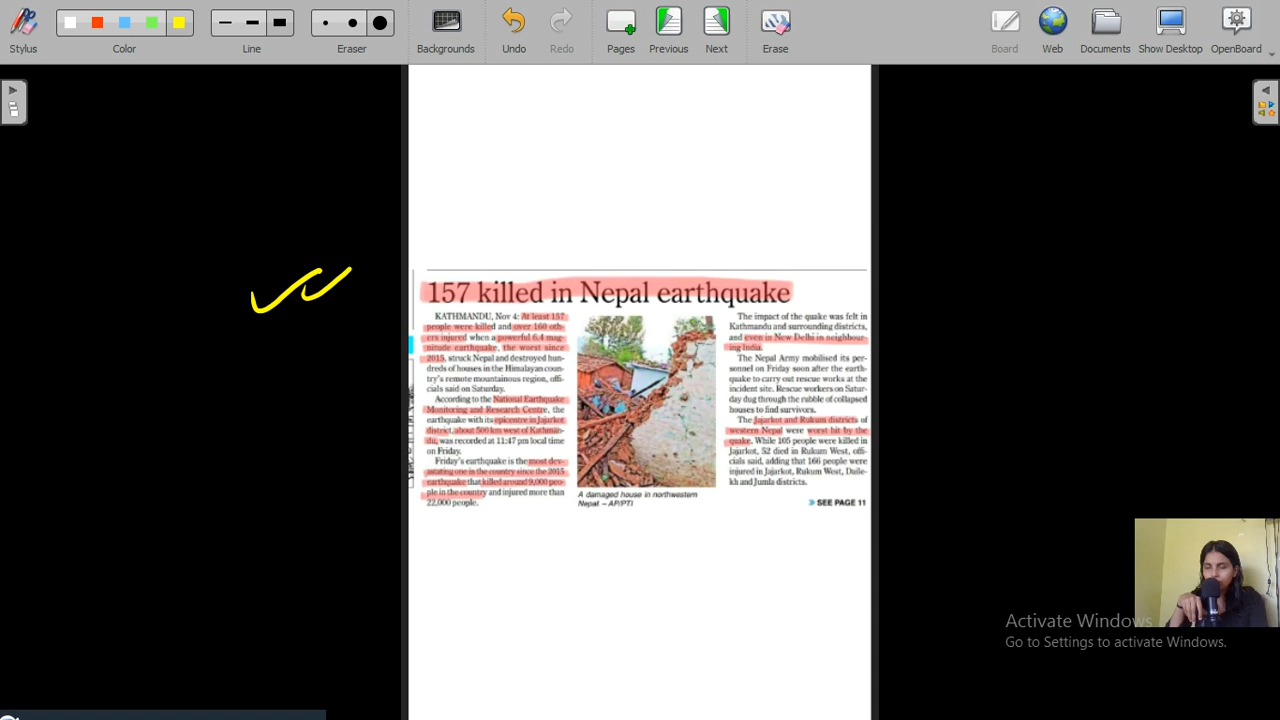 Stylus
Color
Line
Eraser
Backgrounds
Undo
Redo
Pages
Previous
Next
Erase
Board
Web
Documents
Show Desktop
OpenBoard
157 killed in Nepal earthquake
KATHMANDU, Nov 4: At least 157
people were killed and over 160 oth-
ers injured when a powerful 6.4 mag-
nitude earthquake, the worst since
2015, struck Nepal and destroyed hun-
dreds of houses in the Himalayan coun-
try's remote mountainous region, offi-
cials said on Saturday.
According to the National Earthquake
Monitoring and Research Centre, the
earthquake with its epicentre in Jajarkot
district, about 500 km west of Kathman-
du, was recorded at 11:47 pm local time
on Friday.
Friday's earthquake is the most dev-
astating one in the country since the 2015
earthquake that killed around 9,000 peo-
ple in the country and injured more than
22,000 people.
A damaged house in northwestern
Nepal – AP/PTI
The impact of the quake was felt in
Kathmandu and surrounding districts,
and even in New Delhi in neighbour-
ing India.
The Nepal Army mobilised its per-
sonnel on Friday soon after the earth-
quake to carry out rescue works at the
incident site. Rescue workers on Satur-
day dug through the rubble of collapsed
houses to find survivors.
The Jajarkot and Rukum districts of
western Nepal were worst hit by the
quake. While 105 people were killed in
Jajarkot, 52 died in Rukum West, offi-
cials said, adding that 166 people were
injured in Jajarkot, Rukum West, Daile-
kh and Jumla districts.
SEE PAGE 11
Activate Windows
Go to Settings to activate Windows.